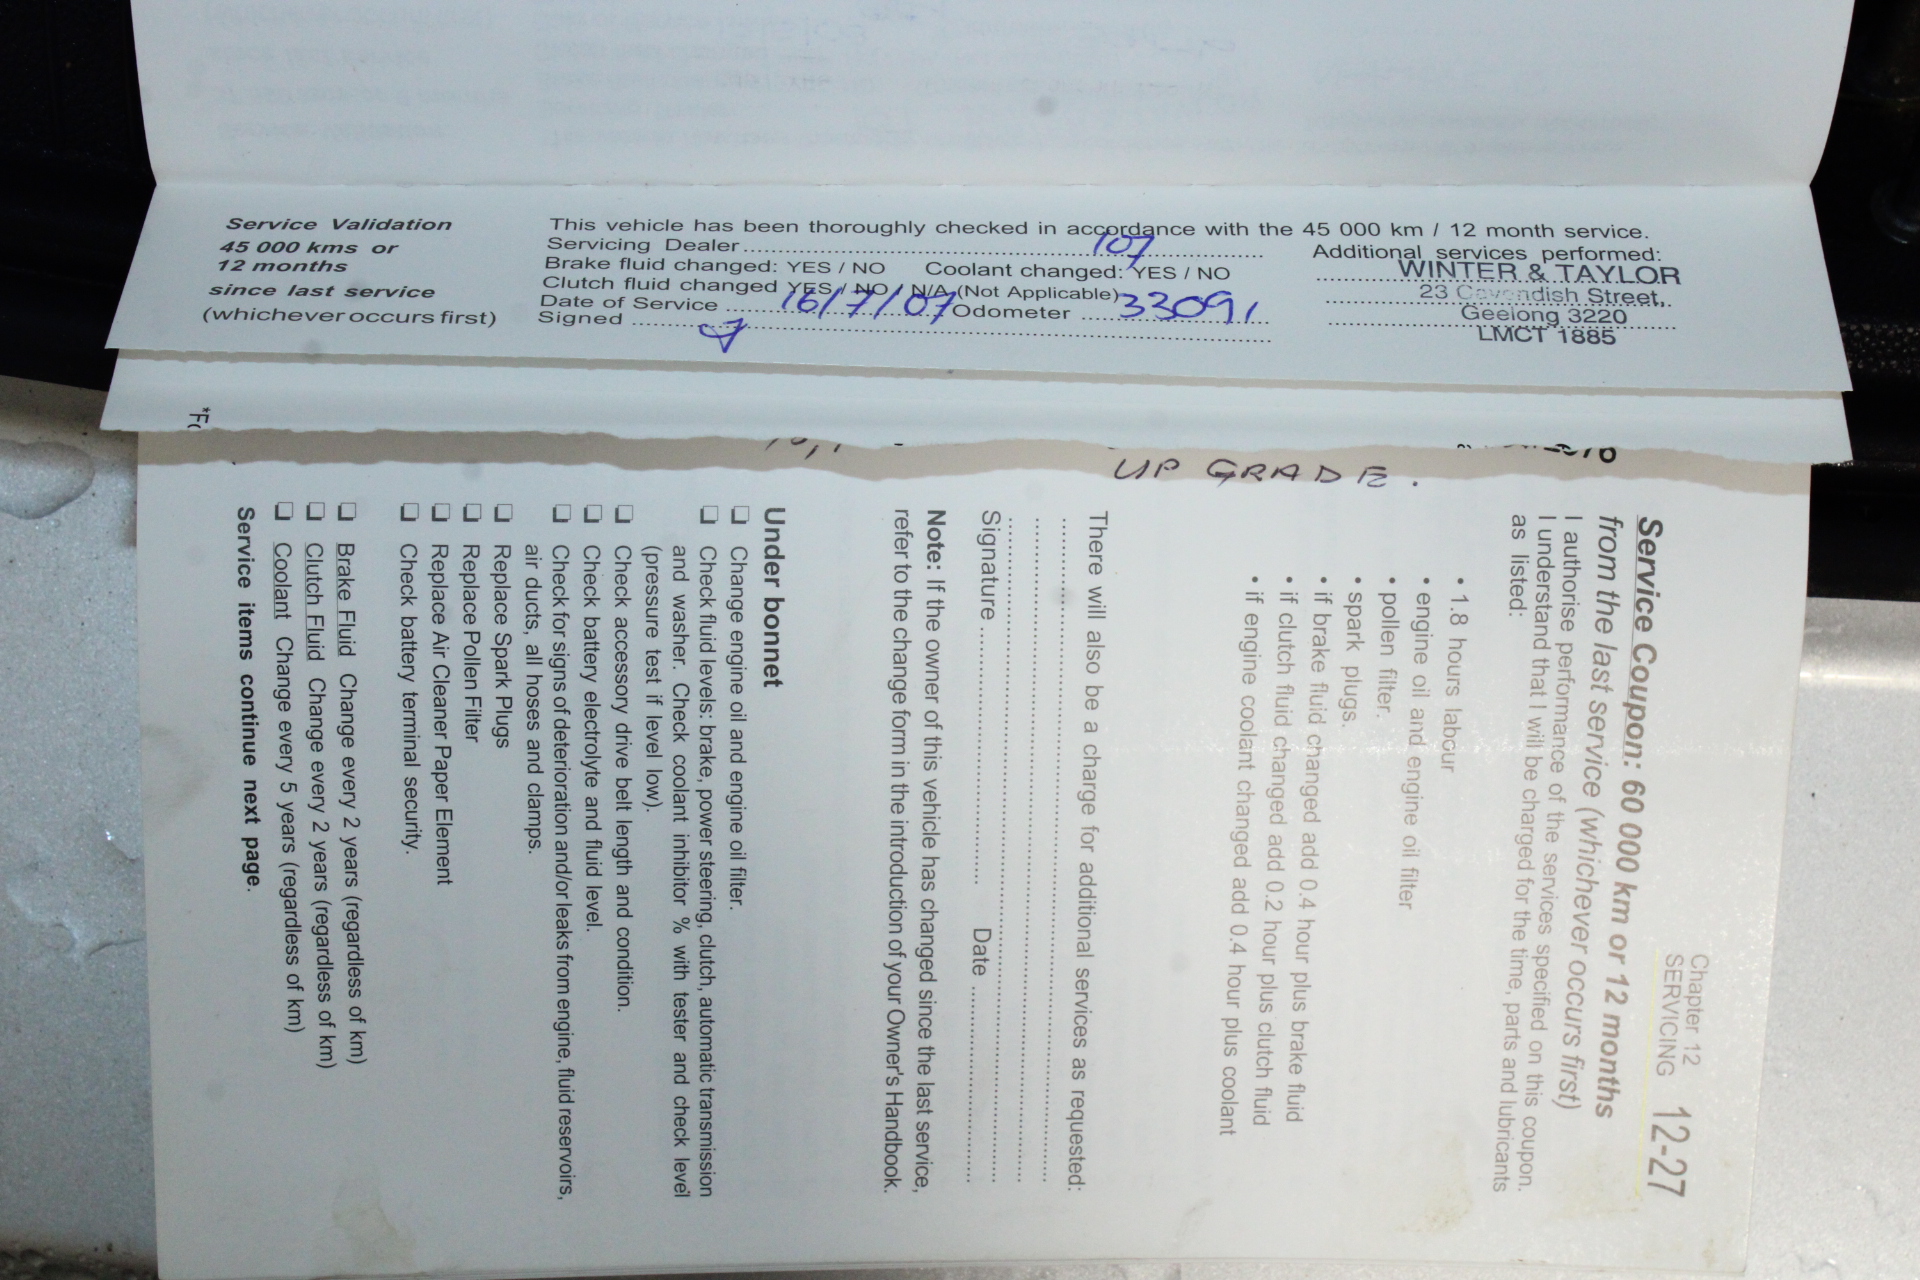 Service Validation
45 000 kms or
12 months
since last service
(whichever occurs first)
This vehicle has been thoroughly checked in accordance with the 45 000 km / 12 month service.
Servicing Dealer ........................ 107
Brake fluid changed: YES / NO Coolant changed: YES / NO
Clutch fluid changed YES / NO / N/A (Not Applicable)
Date of Service ... 16/7/07 Odometer ... 33091
Signed ........................
Additional services performed:
WINTER & TAYLOR
23 Cavendish Street,
Geelong 3220
LMCT 1885
*Fo
UP GRADE.
Chapter 12
SERVICING 12-27
Service Coupon: 60 000 km or 12 months
from the last service (whichever occurs first)
I authorise performance of the services specified on this coupon.
I understand that I will be charged for the time, parts and lubricants
as listed:
• 1.8 hours labour
• engine oil and engine oil filter
• pollen filter.
• spark plugs.
• if brake fluid changed add 0.4 hour plus brake fluid
• if clutch fluid changed add 0.2 hour plus clutch fluid
• if engine coolant changed add 0.4 hour plus coolant
There will also be a charge for additional services as requested:
Signature ........................ Date ........................
Note: If the owner of this vehicle has changed since the last service,
refer to the change form in the introduction of your Owner's Handbook.
Under bonnet
❑ Change engine oil and engine oil filter.
❑ Check fluid levels: brake, power steering, clutch, automatic transmission
and washer. Check coolant inhibitor % with tester and check level
(pressure test if level low).
❑ Check accessory drive belt length and condition.
❑ Check battery electrolyte and fluid level.
❑ Check for signs of deterioration and/or leaks from engine, fluid reservoirs,
air ducts, all hoses and clamps.
❑ Replace Spark Plugs
❑ Replace Pollen Filter
❑ Replace Air Cleaner Paper Element
❑ Check battery terminal security.
❑ Brake Fluid Change every 2 years (regardless of km)
❑ Clutch Fluid Change every 2 years (regardless of km)
❑ Coolant Change every 5 years (regardless of km)
Service items continue next page.